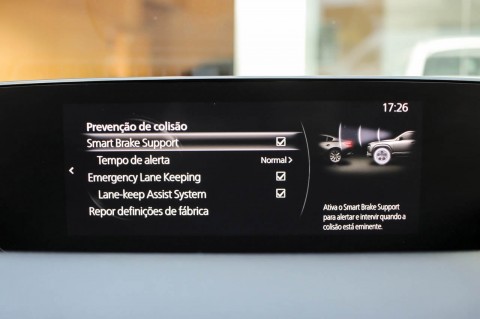 17:26
Prevenção de colisão
Smart Brake Support
Tempo de alerta Normal >
Emergency Lane Keeping
Lane-keep Assist System
Repor definições de fábrica
Ativa o Smart Brake Support
para alertar e intervir quando a
colisão está eminente.